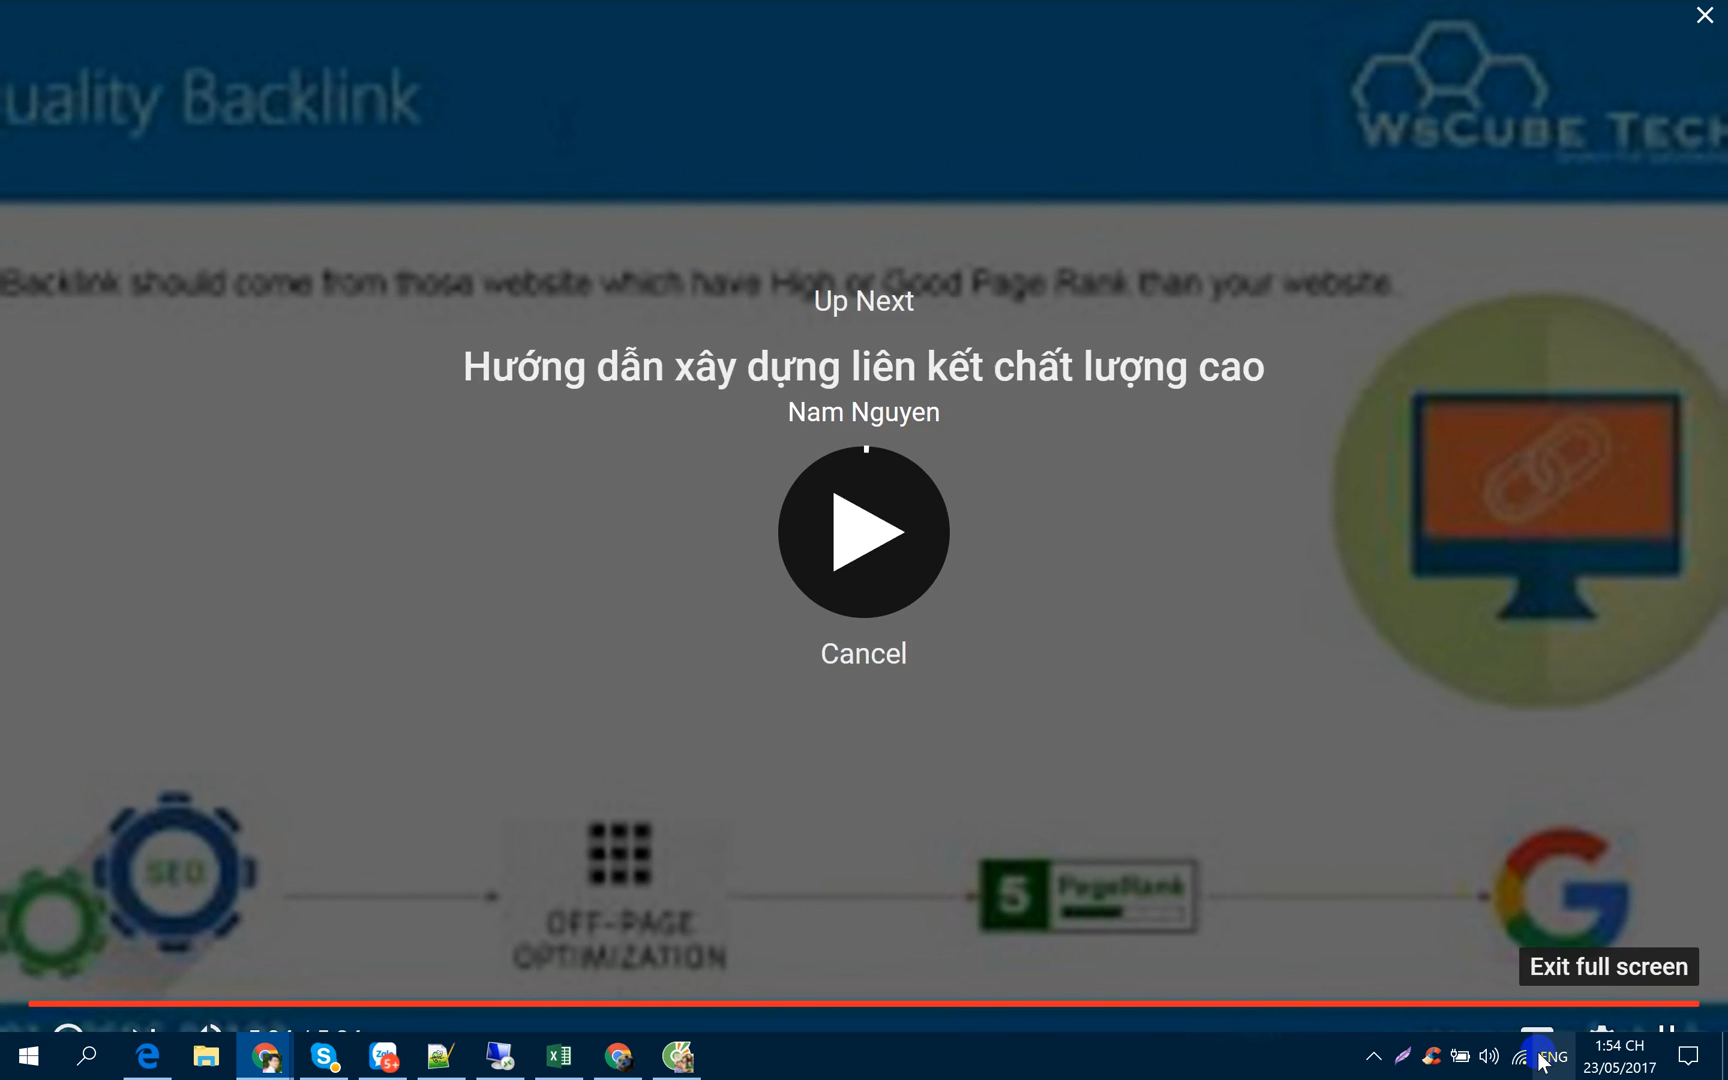 uality Backlink
WsCube Tech
Backlink should come from those website which have High or Good Page Rank than your website.
Up Next
Hướng dẫn xây dựng liên kết chất lượng cao
Nam Nguyen
Cancel
SEO
OFF-PAGE
OPTIMIZATION
5 PageRank
Exit full screen
Zalo
5+
ENG
1:54 CH
23/05/2017